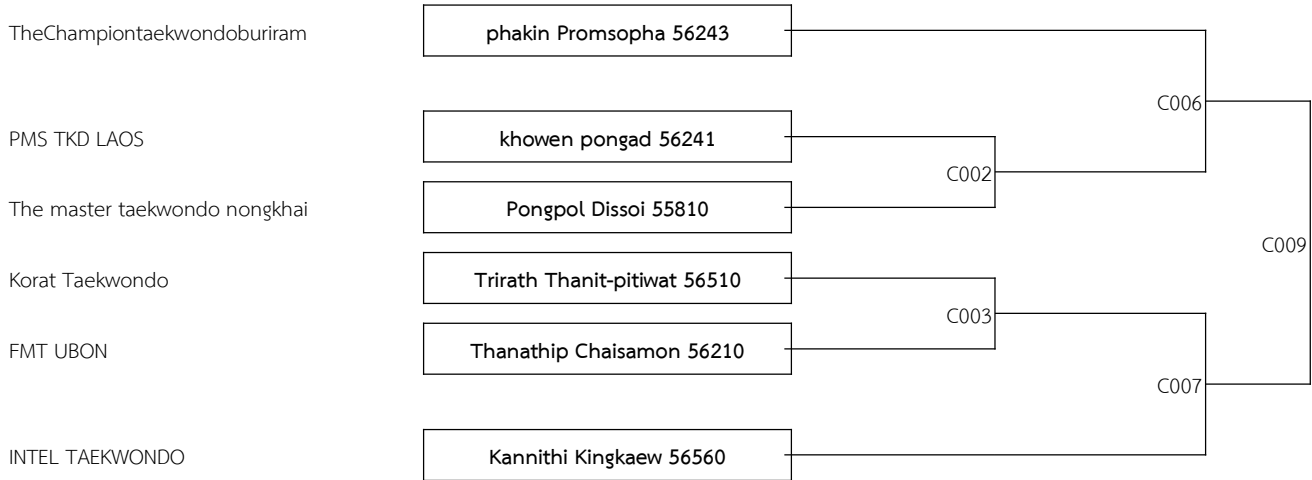 TheChampiontaekwondoburiram
phakin Promsopha 56243
C006
PMS TKD LAOS
khowen pongad 56241
C002
The master taekwondo nongkhai
Pongpol Dissoi 55810
C009
Korat Taekwondo
Trirath Thanit-pitiwat 56510
C003
FMT UBON
Thanathip Chaisamon 56210
C007
INTEL TAEKWONDO
Kannithi Kingkaew 56560